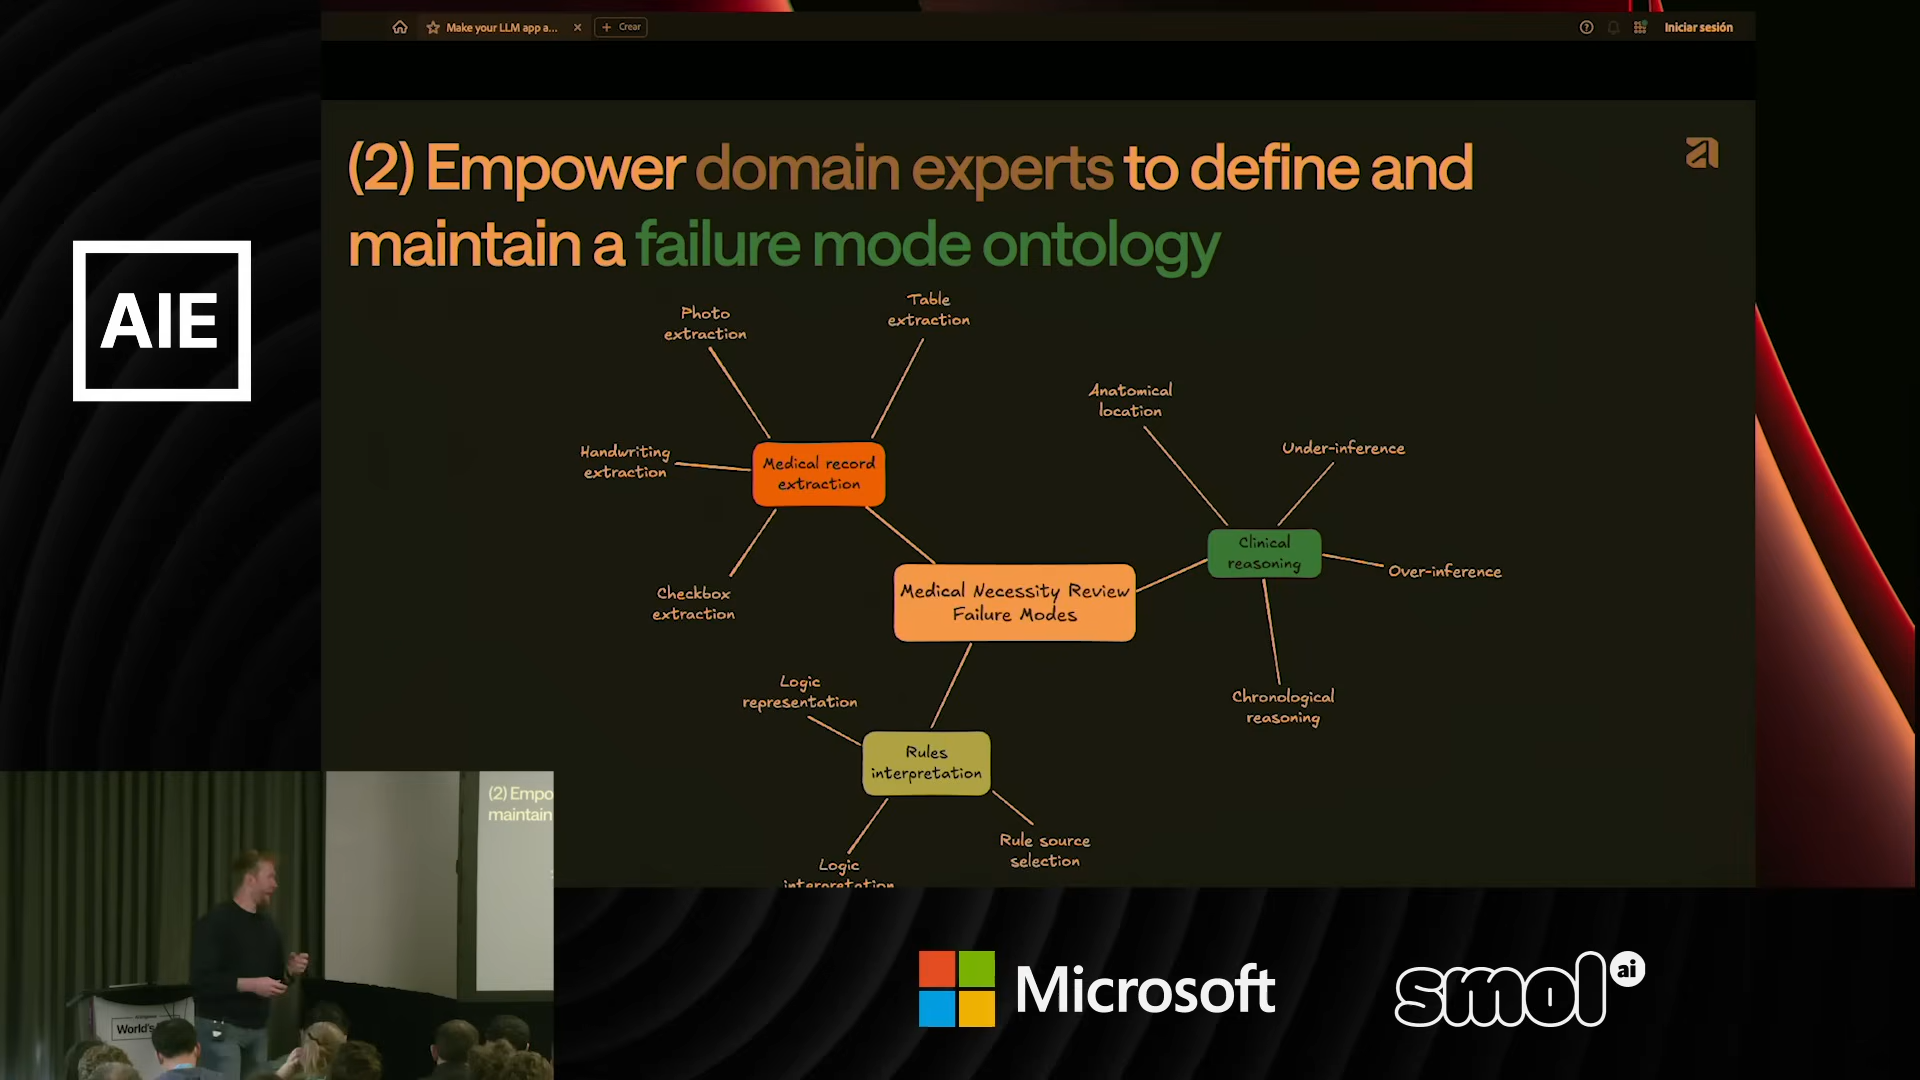 Make your LLM app a...
Crear
Iniciar sesión
(2) Empower domain experts to define and
maintain a failure mode ontology
AIE
Photo
extraction
Table
extraction
Handwriting
extraction
Medical record
extraction
Checkbox
extraction
Anatomical
location
Under-inference
Clinical
reasoning
Over-inference
Chronological
reasoning
Medical Necessity Review
Failure Modes
Logic
representation
Rules
interpretation
Rule source
selection
Logic
interpretation
(2) Empo
maintain
World's
Microsoft
smol ai